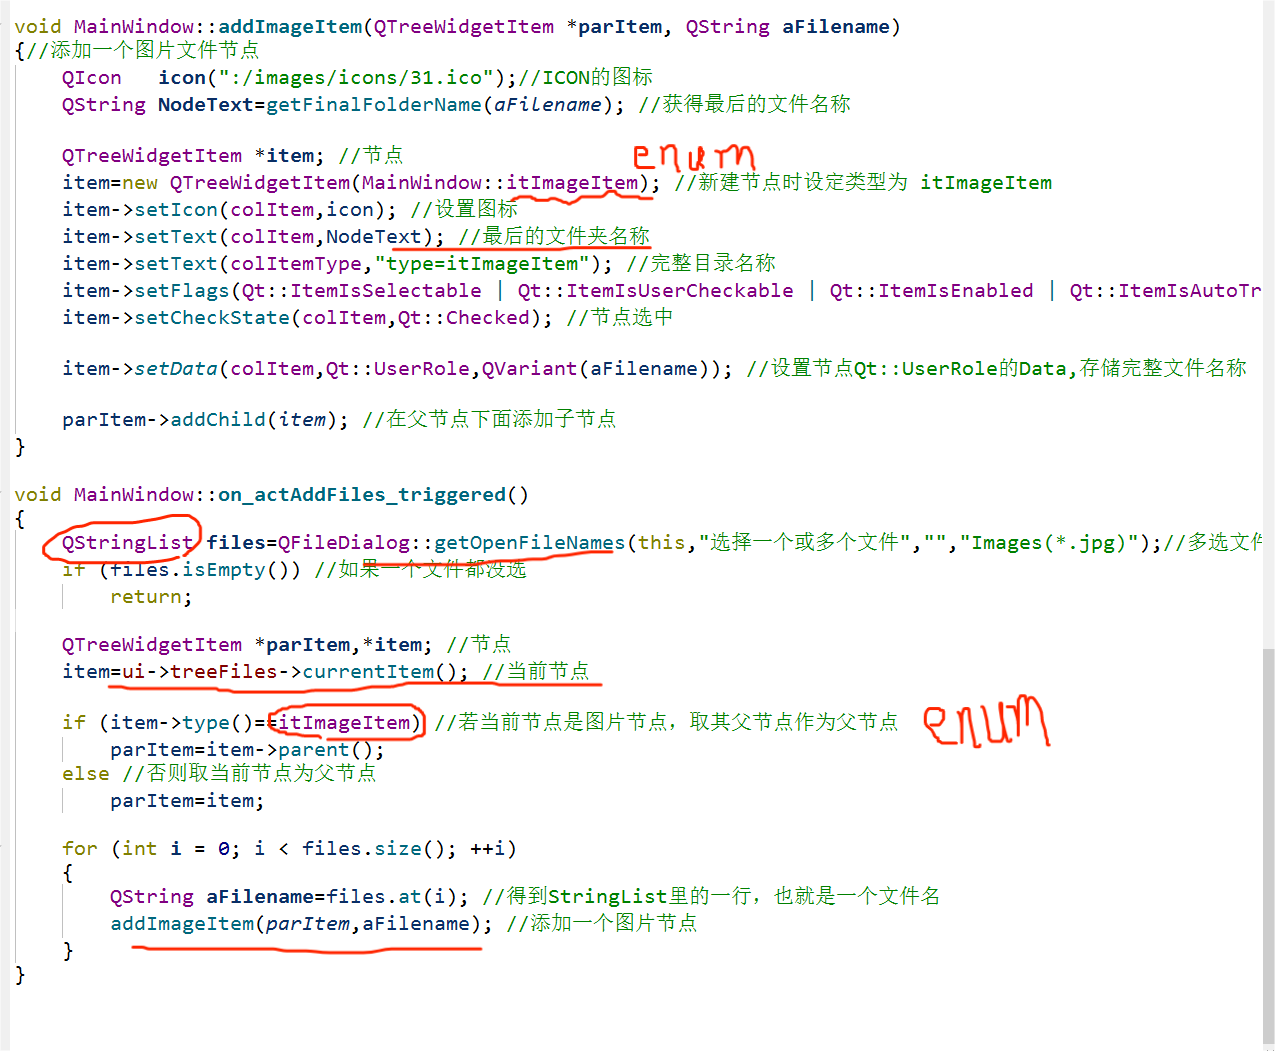 void MainWindow::addImageItem(QTreeWidgetItem *parItem, QString aFilename)
{//添加一个图片文件节点
QIcon   icon(":/images/icons/31.ico");//ICON的图标
QString NodeText=getFinalFolderName(aFilename); //获得最后的文件名称
QTreeWidgetItem *item; //节点
enum
item=new QTreeWidgetItem(MainWindow::itImageItem); //新建节点时设定类型为 itImageItem
item->setIcon(colItem,icon); //设置图标
item->setText(colItem,NodeText); //最后的文件夹名称
item->setText(colItemType,"type=itImageItem"); //完整目录名称
item->setFlags(Qt::ItemIsSelectable | Qt::ItemIsUserCheckable | Qt::ItemIsEnabled | Qt::ItemIsAutoTr
item->setCheckState(colItem,Qt::Checked); //节点选中
item->setData(colItem,Qt::UserRole,QVariant(aFilename)); //设置节点Qt::UserRole的Data,存储完整文件名称
parItem->addChild(item); //在父节点下面添加子节点
}
void MainWindow::on_actAddFiles_triggered()
{
QStringList files=QFileDialog::getOpenFileNames(this,"选择一个或多个文件","","Images(*.jpg)");//多选文件
if (files.isEmpty()) //如果一个文件都没选
return;
QTreeWidgetItem *parItem,*item; //节点
item=ui->treeFiles->currentItem(); //当前节点
if (item->type()==itImageItem) //若当前节点是图片节点，取其父节点作为父节点
enum
parItem=item->parent();
else //否则取当前节点为父节点
parItem=item;
for (int i = 0; i < files.size(); ++i)
{
QString aFilename=files.at(i); //得到StringList里的一行，也就是一个文件名
addImageItem(parItem,aFilename); //添加一个图片节点
}
}